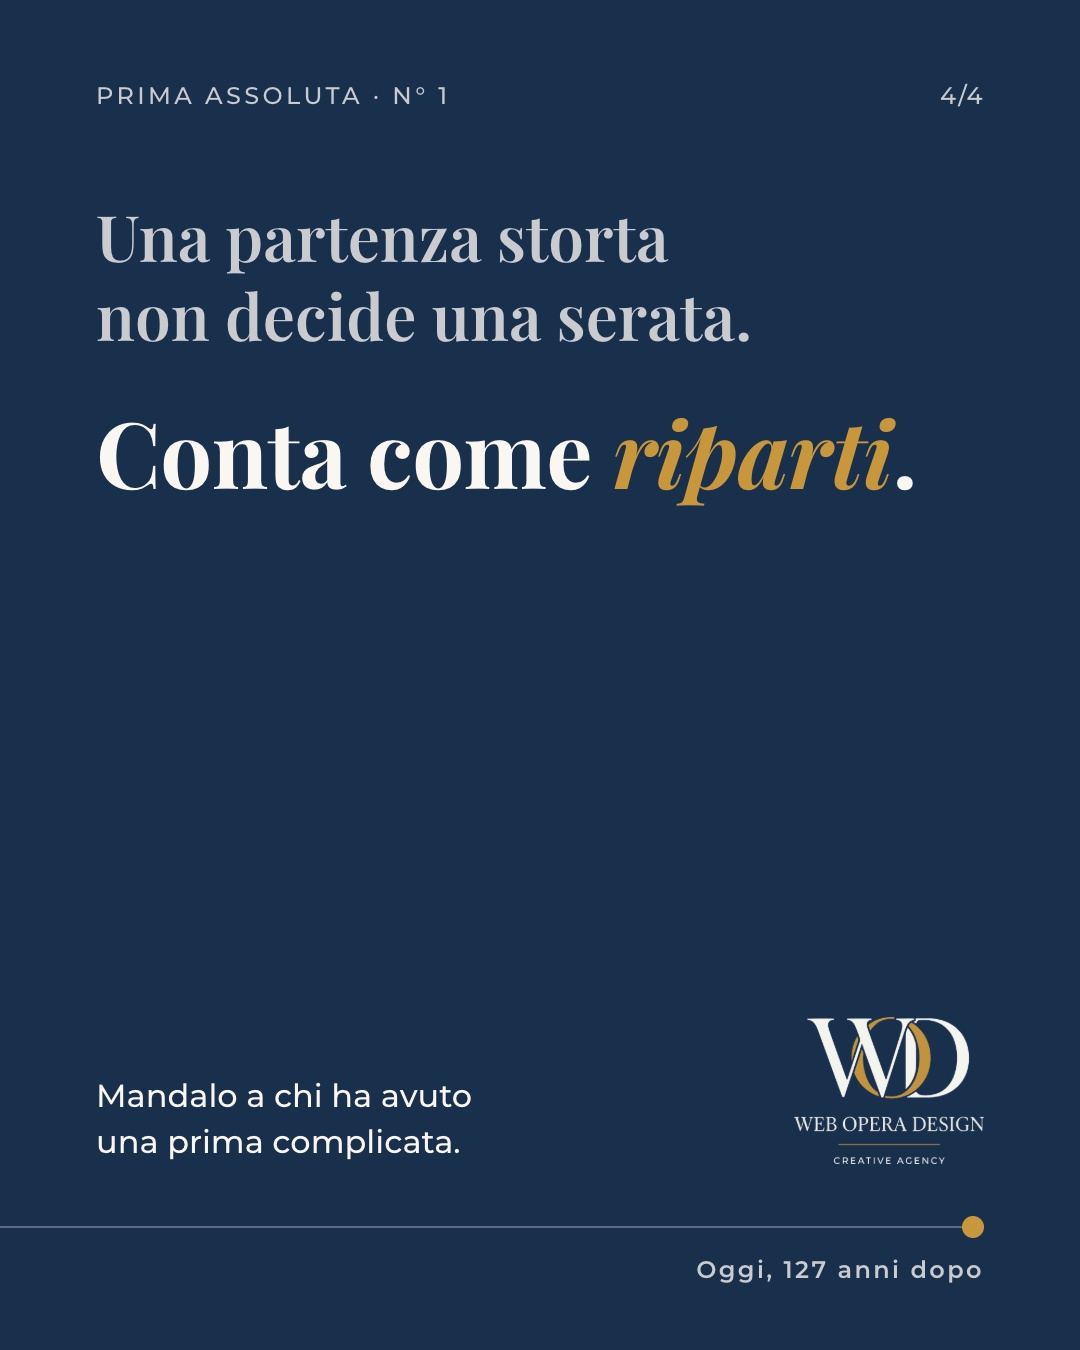 PRIMA ASSOLUTA · N° 1
4/4
Una partenza storta
non decide una serata.
Conta come riparti.
Mandalo a chi ha avuto
una prima complicata.
WOD
WEB OPERA DESIGN
CREATIVE AGENCY
Oggi, 127 anni dopo